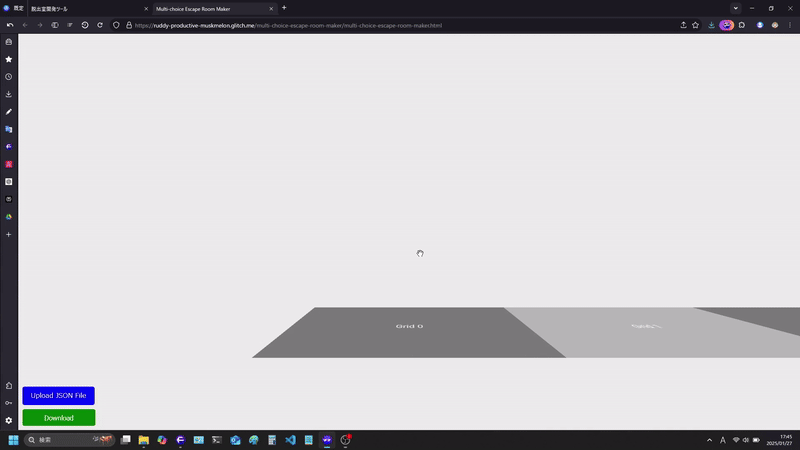 既定
脱出室開発ツール
Multi-choice Escape Room Maker
https://ruddy-productive-muskmelon.glitch.me/multi-choice-escape-room-maker/multi-choice-escape-room-maker.html
Grid 0
Upload JSON File
Download
検索
A
17:45
2025/01/27